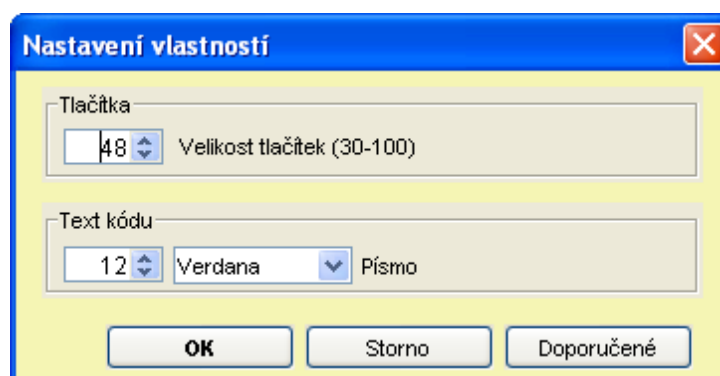 Nastavení vlastností
Tlačítka
48 Velikost tlačítek (30-100)
Text kódu
12 Verdana Písmo
OK Storno Doporučené